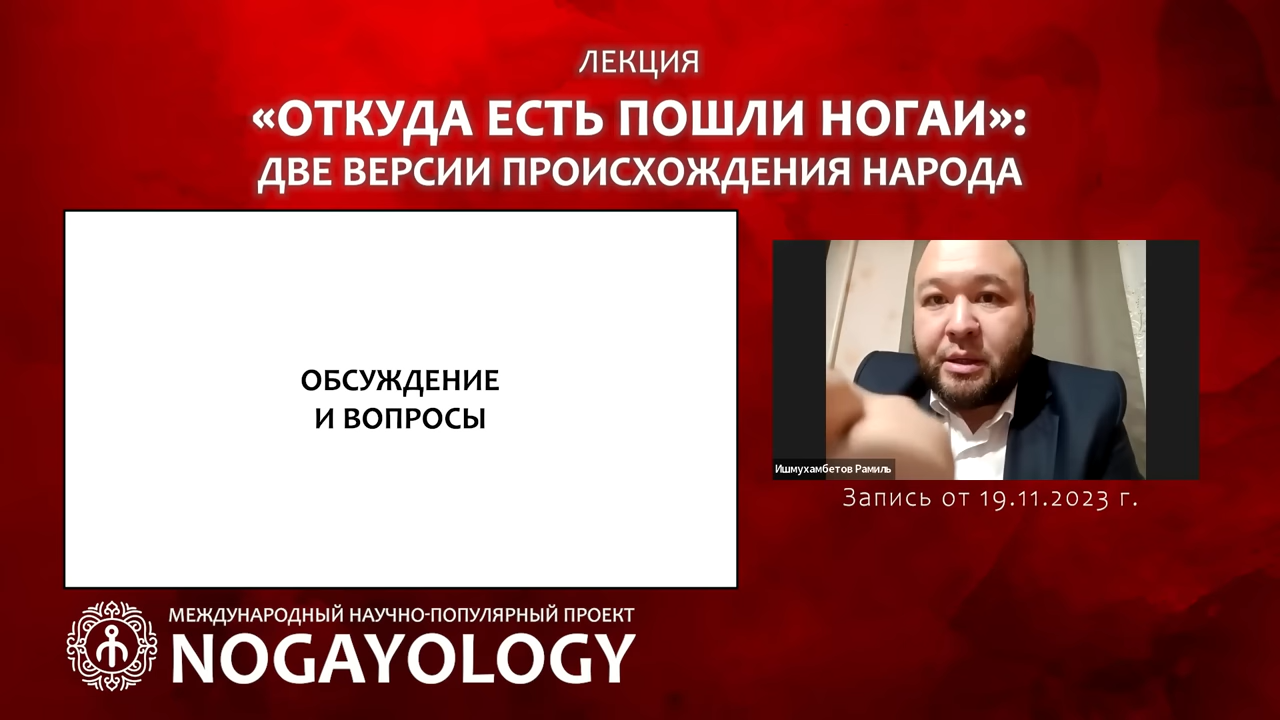 ЛЕКЦИЯ
«ОТКУДА ЕСТЬ ПОШЛИ НОГАИ»:
ДВЕ ВЕРСИИ ПРОИСХОЖДЕНИЯ НАРОДА
ОБСУЖДЕНИЕ
И ВОПРОСЫ
Ишмухамбетов Рамиль
Запись от 19.11.2023 г.
МЕЖДУНАРОДНЫЙ НАУЧНО-ПОПУЛЯРНЫЙ ПРОЕКТ
NOGAYOLOGY